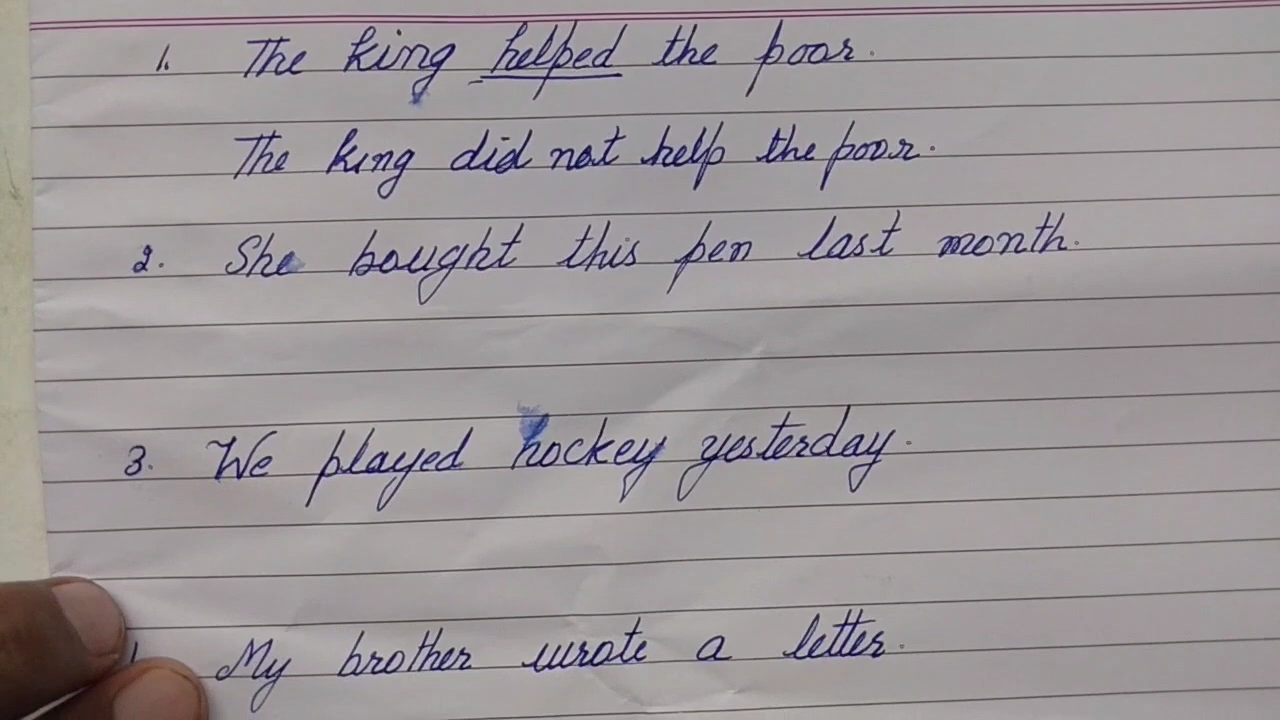 1. The king helped the poor.
The king did not help the poor.
2. She bought this pen last month.
3. We played hockey yesterday.
My brother wrote a letter.